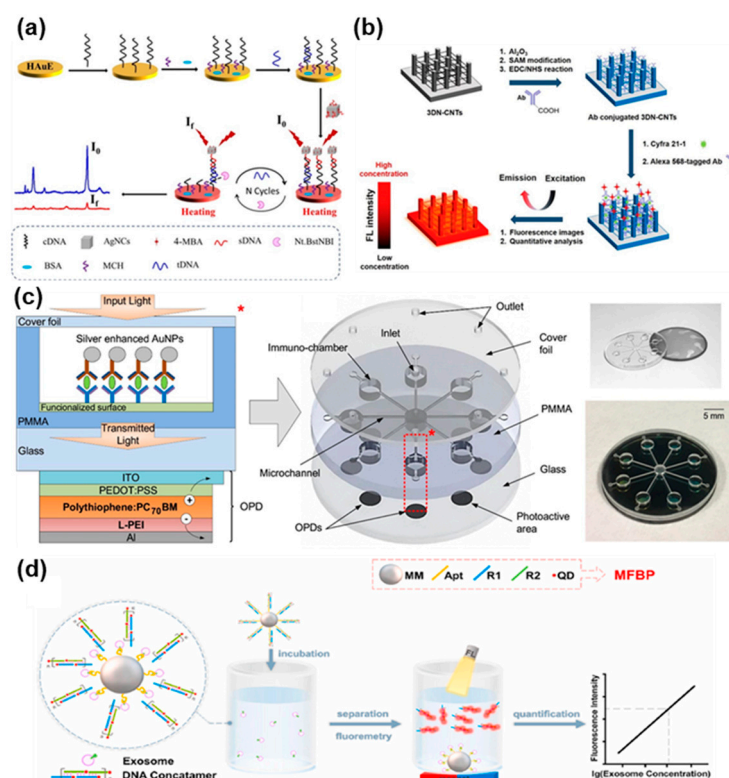 (a)
HAuE
I₀
I_f
I_f
I₀
N Cycles
Heating
Heating
cDNA
AgNCs
4-MBA
sDNA
Nt.BstNBI
BSA
MCH
tDNA
(b)
3DN-CNTs
1. Al₂O₃
2. SAM modification
3. EDC/NHS reaction
Ab
COOH
Ab conjugated 3DN-CNTs
1. Cyfra 21-1
2. Alexa 568-tagged Ab
High
concentration
FL intensity
Low
concentration
Emission
Excitation
1. Fluorescence images
2. Quantitative analysis
(c)
Input Light
*
Cover foil
Silver enhanced AuNPs
Funcionalized surface
PMMA
Transmitted
Light
Glass
ITO
PEDOT:PSS
+
Polythiophene:PC₇₀BM
-
L-PEI
Al
OPD
Outlet
Inlet
Immuno-chamber
Cover
foil
*
PMMA
Microchannel
Glass
OPDs
Photoactive
area
5 mm
(d)
MM
Apt
R1
R2
QD
MFBP
incubation
separation
fluoremetry
FL
quantification
Fluorescence Intensity
lg(Exosome Concentration)
Exosome
DNA Concatamer